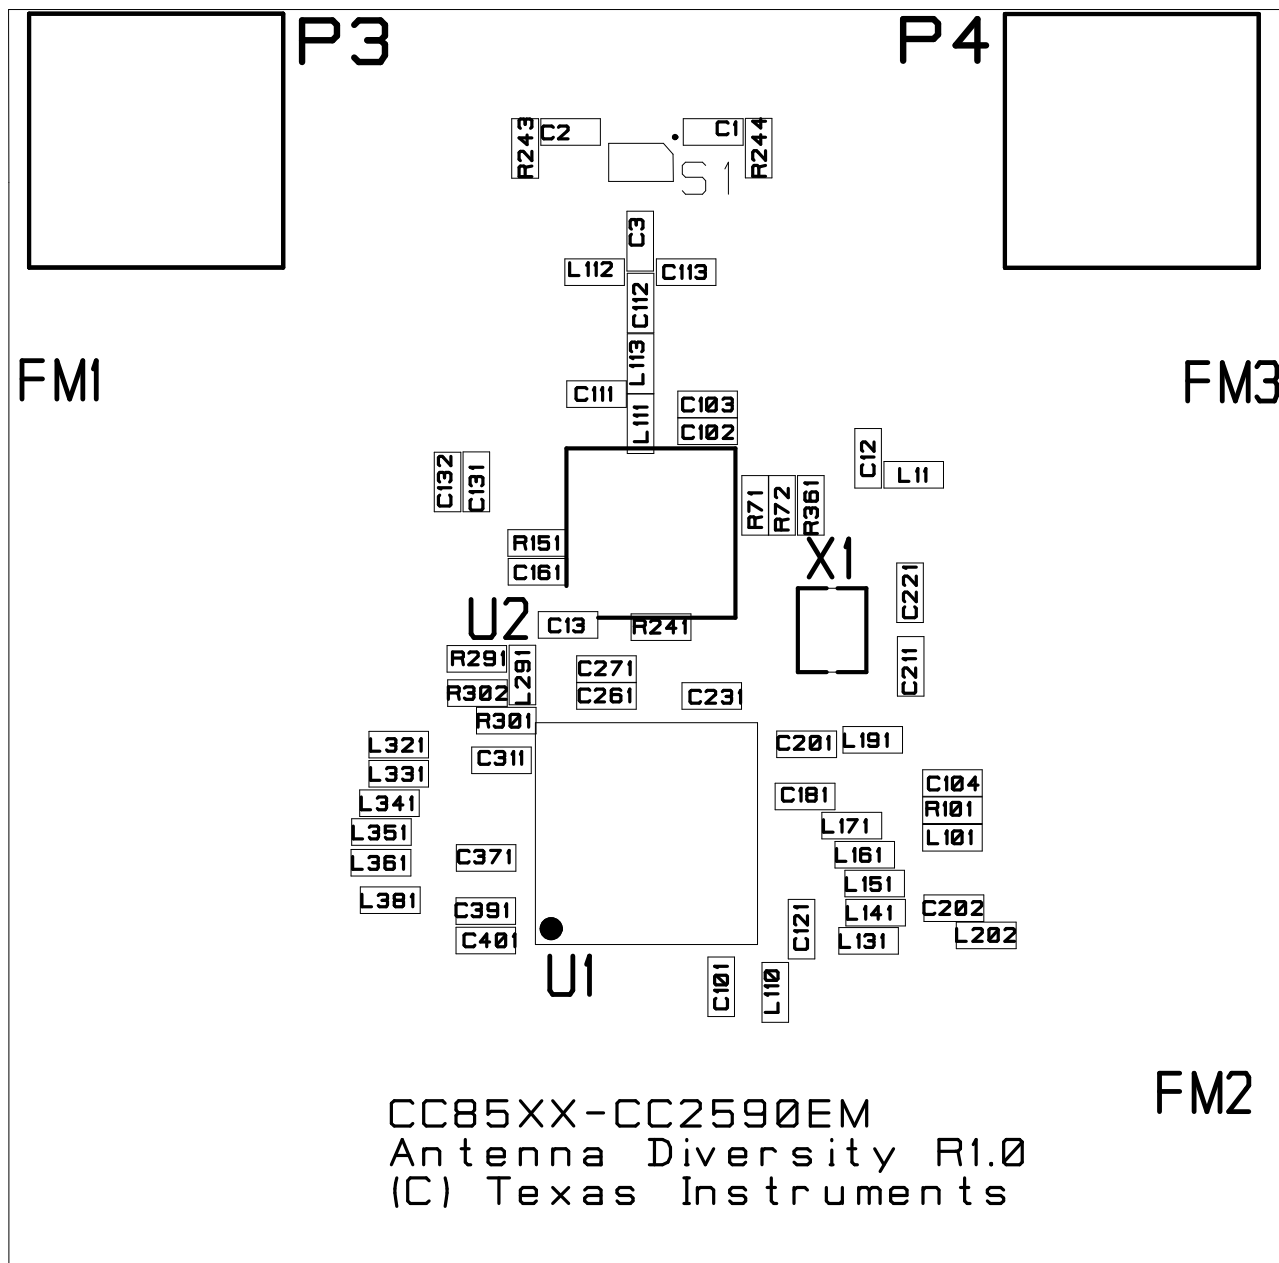 P3
P4
R243
C2
C1
R244
S1
C3
L112
C113
C112
L113
FM1
FM3
C111
L111
C103
C102
C12
L11
C132
C131
R71
R72
R361
R151
C161
X1
C221
U2
C13
R241
C211
R291
L291
C271
R302
C261
C231
R301
L321
C311
C201
L191
L331
C104
L341
C181
R101
L351
L171
L101
L361
C371
L161
L151
L381
C391
C121
L141
C202
C401
L131
L202
U1
C101
L110
FM2
CC85XX-CC2590EM
Antenna Diversity R1.0
(C) Texas Instruments